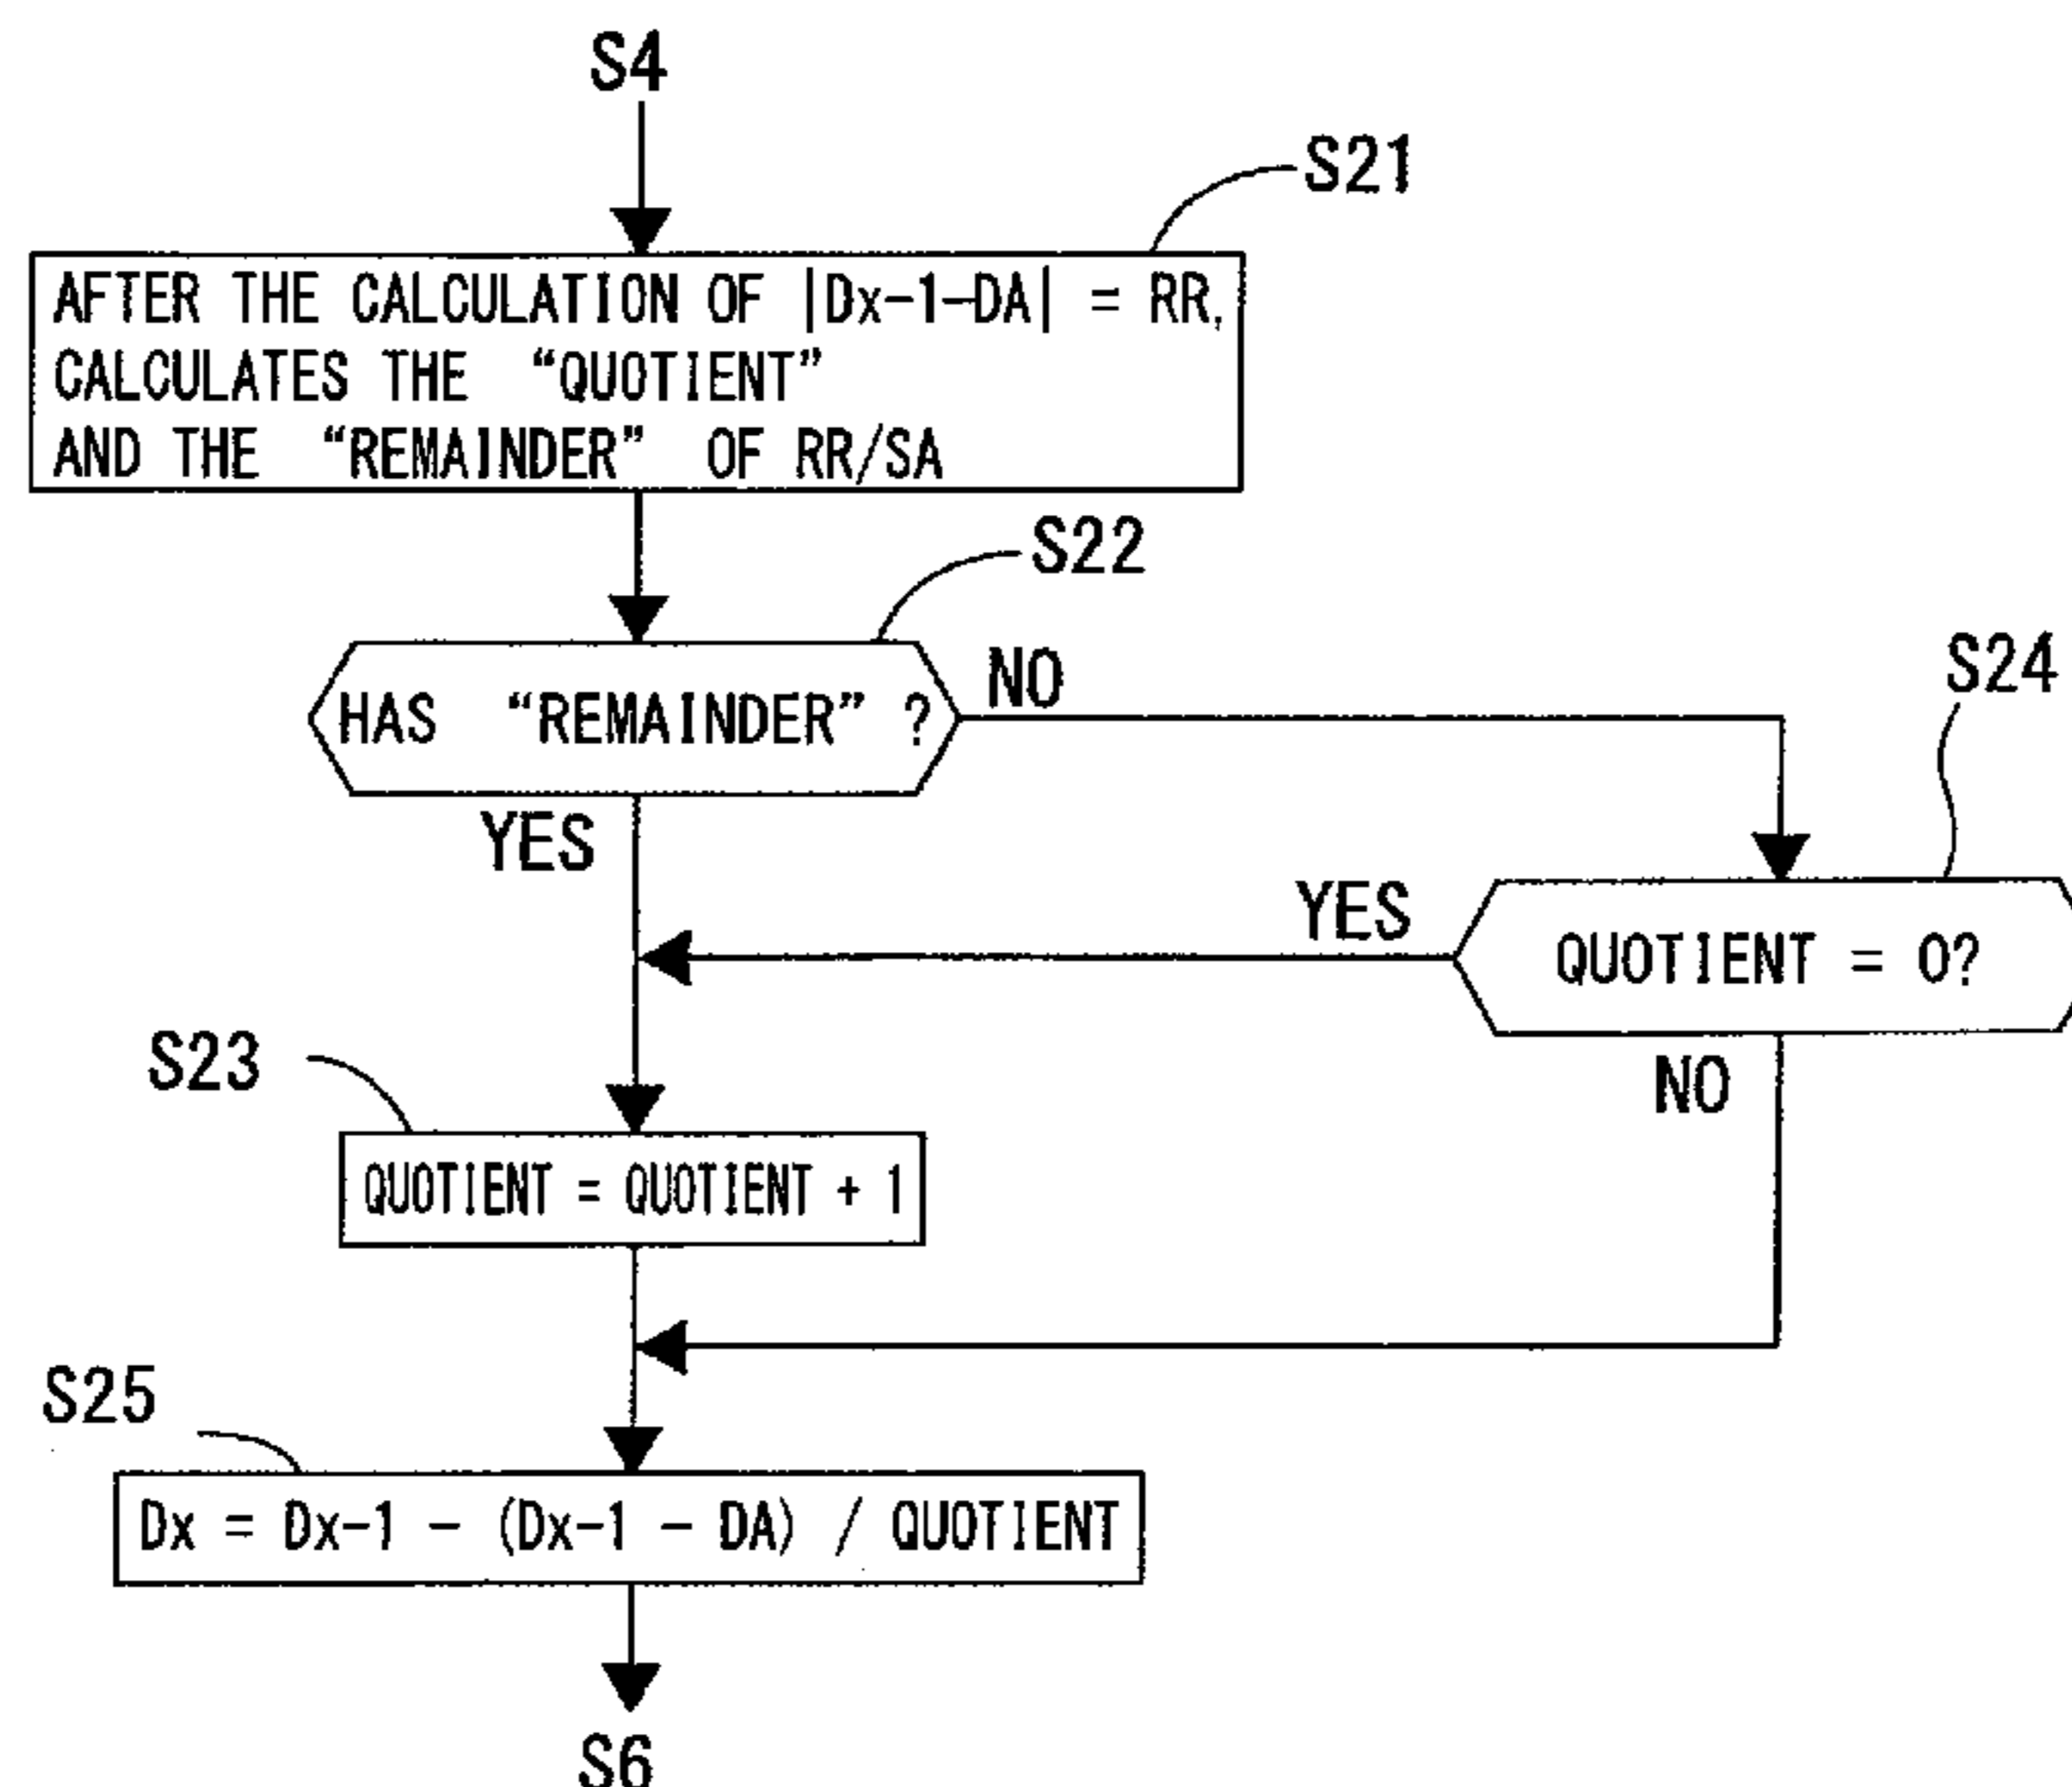 S4
S21
AFTER THE CALCULATION OF |Dx-1-DA| = RR,
CALCULATES THE "QUOTIENT"
AND THE "REMAINDER" OF RR/SA
S22
HAS "REMAINDER" ?
NO
S24
YES
YES
QUOTIENT = 0?
S23
NO
QUOTIENT = QUOTIENT + 1
S25
Dx = Dx-1 - (Dx-1 - DA) / QUOTIENT
S6